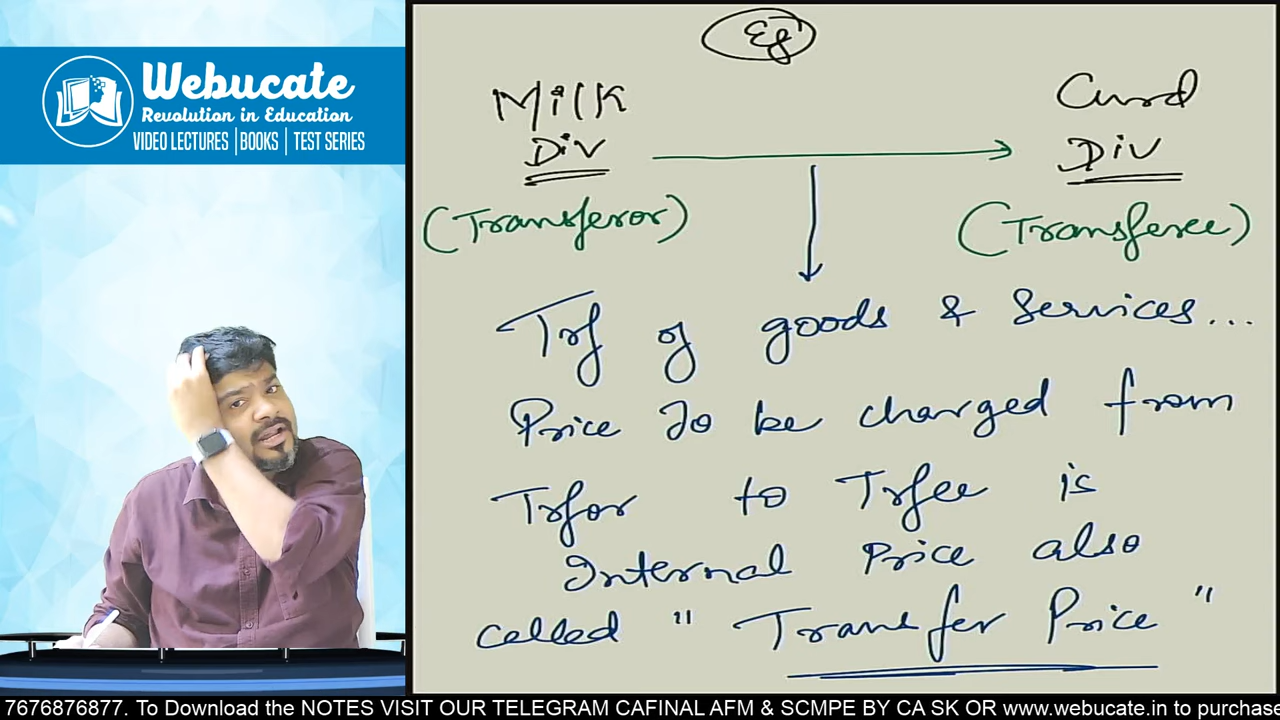 Webucate
Revolution in Education
VIDEO LECTURES | BOOKS | TEST SERIES
Eg
Milk Curd
Div Div
(Transferor) (Transferee)
Trf of goods & Services...
Price to be charged from
Trfor to Trfee is
Internal Price also
called " Transfer Price "
7676876877. To Download the NOTES VISIT OUR TELEGRAM CAFINAL AFM & SCMPE BY CA SK OR www.webucate.in to purchase